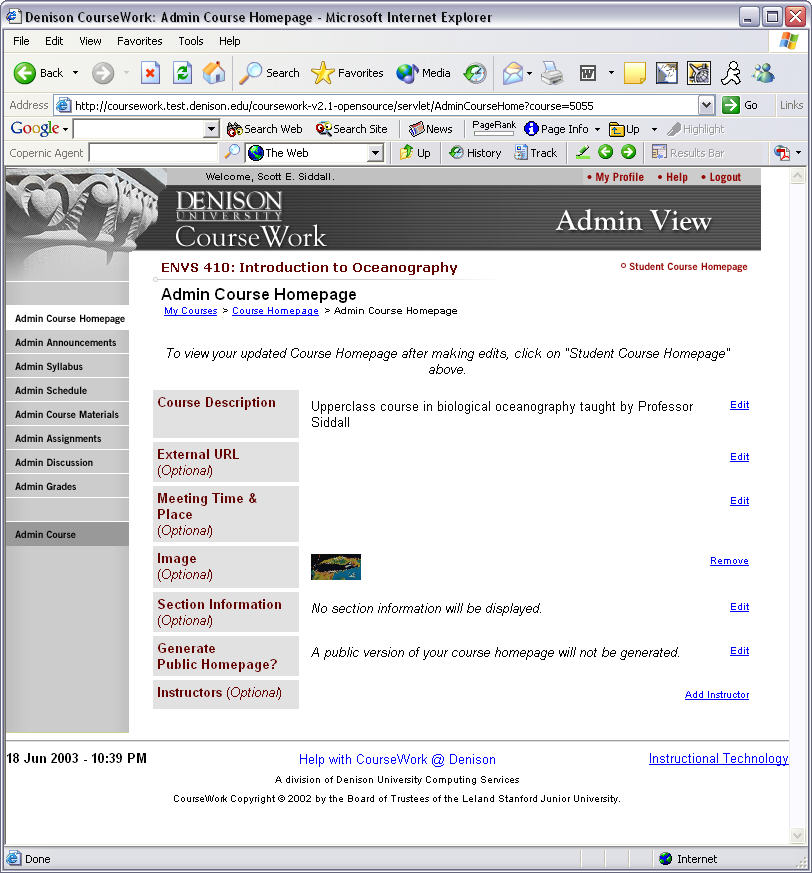 Denison CourseWork: Admin Course Homepage - Microsoft Internet Explorer
File Edit View Favorites Tools Help
Back Search Favorites Media W
Address http://coursework.test.denison.edu/coursework-v2.1-opensource/servlet/AdminCourseHome?course=5055 Go Links
Google Search Web Search Site News PageRank Page Info Up Highlight
Copernic Agent The Web Up History Track Results Bar
Welcome, Scott E. Siddall. • My Profile • Help • Logout
DENISON
UNIVERSITY
CourseWork
Admin View
ENVS 410: Introduction to Oceanography
Student Course Homepage
Admin Course Homepage
My Courses > Course Homepage > Admin Course Homepage
Admin Course Homepage
Admin Announcements
Admin Syllabus
Admin Schedule
Admin Course Materials
Admin Assignments
Admin Discussion
Admin Grades
Admin Course
To view your updated Course Homepage after making edits, click on "Student Course Homepage"
above.
Course Description
Upperclass course in biological oceanography taught by Professor
Siddall
Edit
External URL
(Optional)
Edit
Meeting Time &
Place
(Optional)
Edit
Image
(Optional)
Remove
Section Information
(Optional)
No section information will be displayed.
Edit
Generate
Public Homepage?
A public version of your course homepage will not be generated.
Edit
Instructors (Optional)
Add Instructor
18 Jun 2003 - 10:39 PM
Help with CourseWork @ Denison
Instructional Technology
A division of Denison University Computing Services
CourseWork Copyright © 2002 by the Board of Trustees of the Leland Stanford Junior University.
Done
Internet